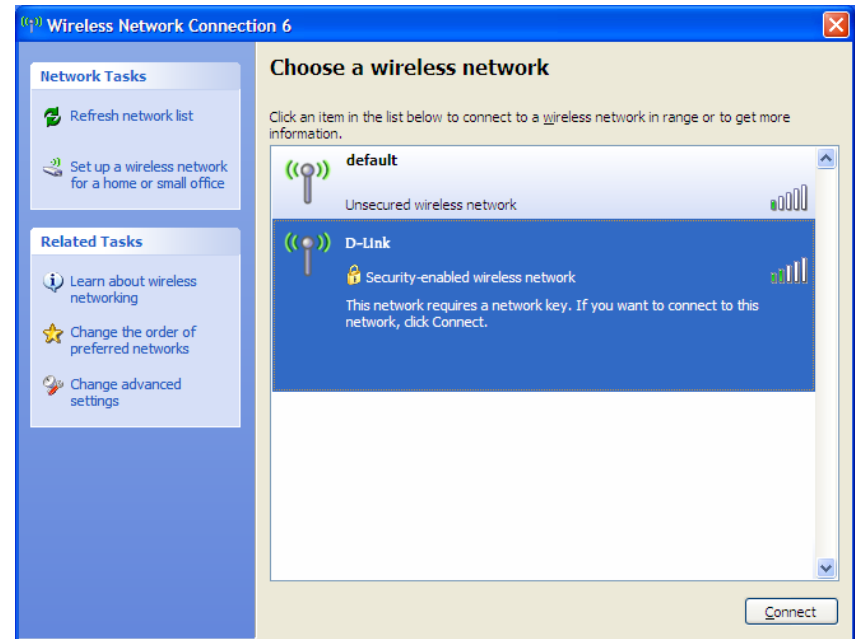 Wireless Network Connection 6
Network Tasks
Refresh network list
Set up a wireless network
for a home or small office
Related Tasks
Learn about wireless
networking
Change the order of
preferred networks
Change advanced
settings
Choose a wireless network
Click an item in the list below to connect to a wireless network in range or to get more
information.
default
Unsecured wireless network
D-Link
Security-enabled wireless network
This network requires a network key. If you want to connect to this
network, click Connect.
Connect